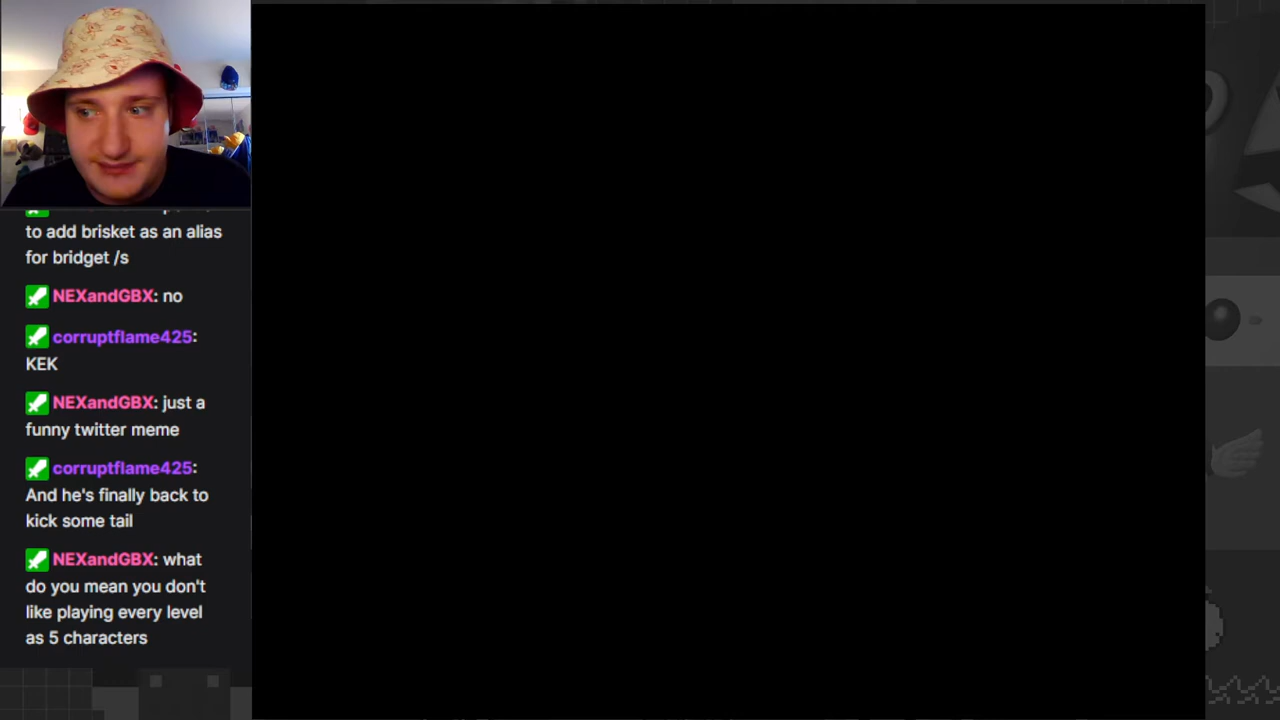 to add brisket as an alias
for bridget /s
NEXandGBX: no
corruptflame425:
KEK
NEXandGBX: just a
funny twitter meme
corruptflame425:
And he's finally back to
kick some tail
NEXandGBX: what
do you mean you don't
like playing every level
as 5 characters